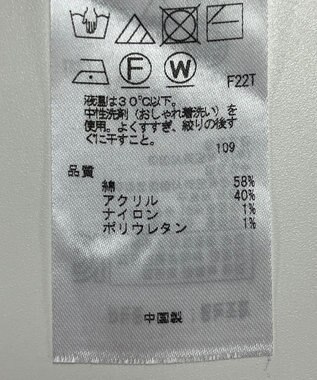 F W F22T
液温は30℃以下。
中性洗剤（おしゃれ着洗い）を
使用。よくすすぎ、絞りの後す
ぐに干すこと。
109
品質
綿 58%
アクリル 40%
ナイロン 1%
ポリウレタン 1%
中国製